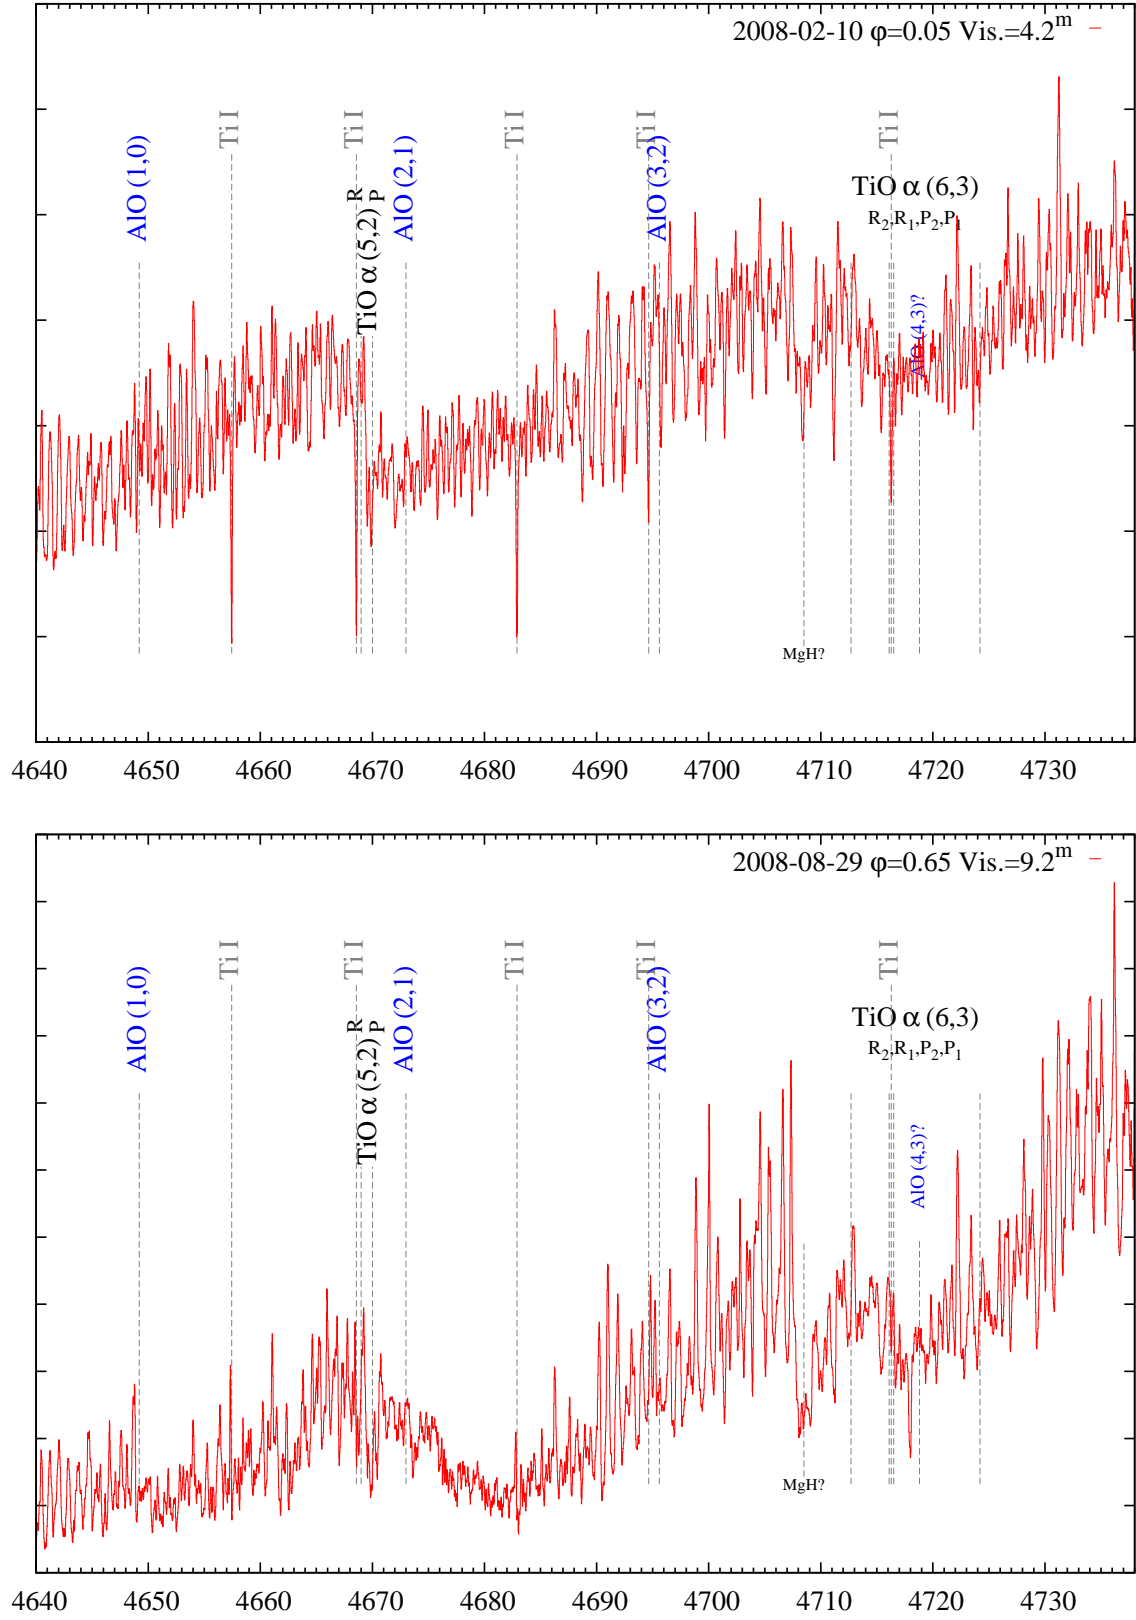 2008-02-10 φ=0.05 Vis.=4.2m
Ti I
Ti I
Ti I
Ti I
Ti I
AlO (1,0)
TiO α (5,2) R P
AlO (2,1)
AlO (3,2)
TiO α (6,3)
R2,R1,P2,P1
AlO (4,3)?
MgH?
4640 4650 4660 4670 4680 4690 4700 4710 4720 4730
2008-08-29 φ=0.65 Vis.=9.2m
Ti I
Ti I
Ti I
Ti I
Ti I
AlO (1,0)
TiO α (5,2) R P
AlO (2,1)
AlO (3,2)
TiO α (6,3)
R2,R1,P2,P1
AlO (4,3)?
MgH?
4640 4650 4660 4670 4680 4690 4700 4710 4720 4730